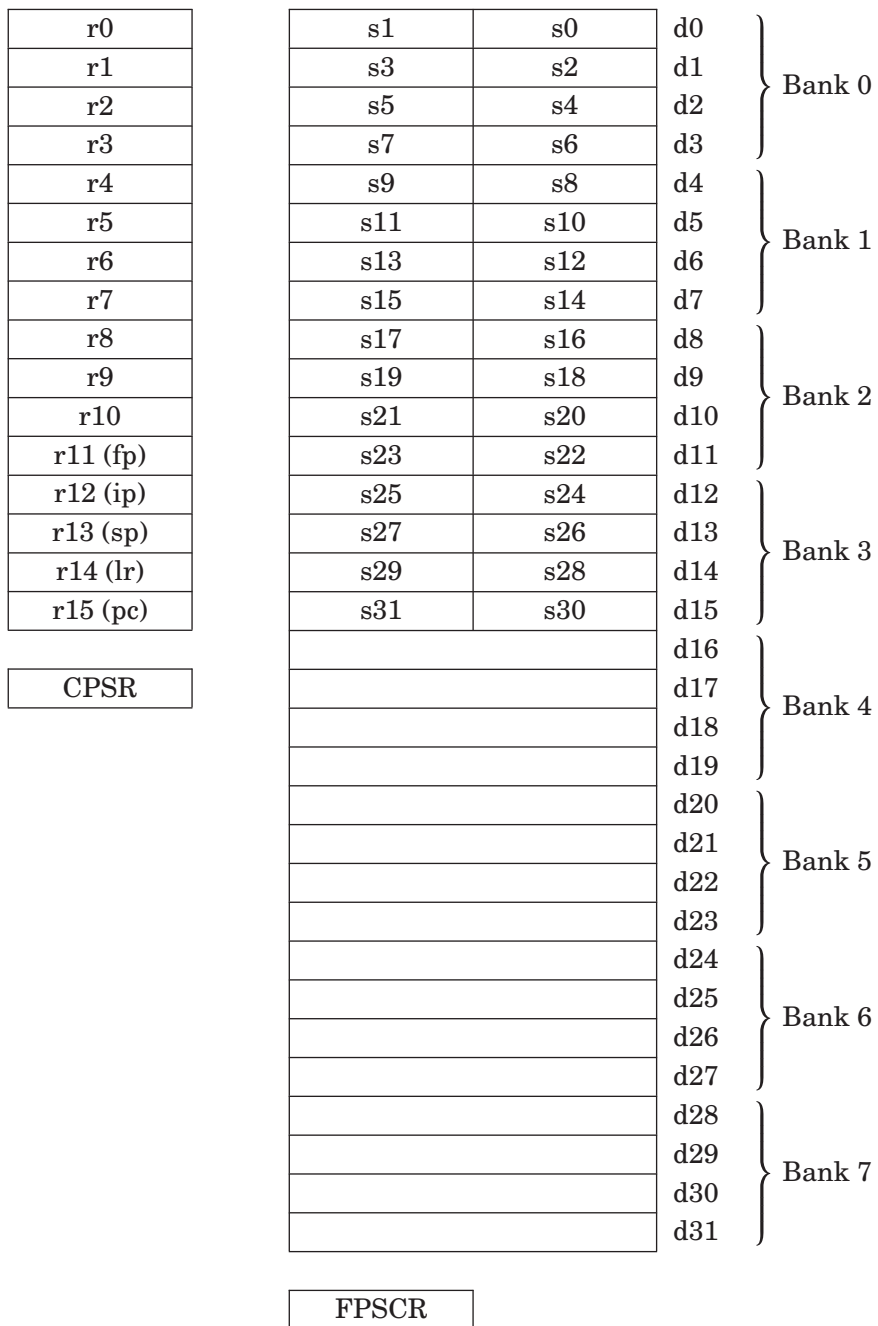 r0 s1 s0 d0
r1 s3 s2 d1
Bank 0
r2 s5 s4 d2
r3 s7 s6 d3
r4 s9 s8 d4
r5 s11 s10 d5
Bank 1
r6 s13 s12 d6
r7 s15 s14 d7
r8 s17 s16 d8
r9 s19 s18 d9
Bank 2
r10 s21 s20 d10
r11 (fp) s23 s22 d11
r12 (ip) s25 s24 d12
r13 (sp) s27 s26 d13
Bank 3
r14 (lr) s29 s28 d14
r15 (pc) s31 s30 d15
d16
CPSR d17
Bank 4
d18
d19
d20
d21
Bank 5
d22
d23
d24
d25
Bank 6
d26
d27
d28
d29
Bank 7
d30
d31
FPSCR